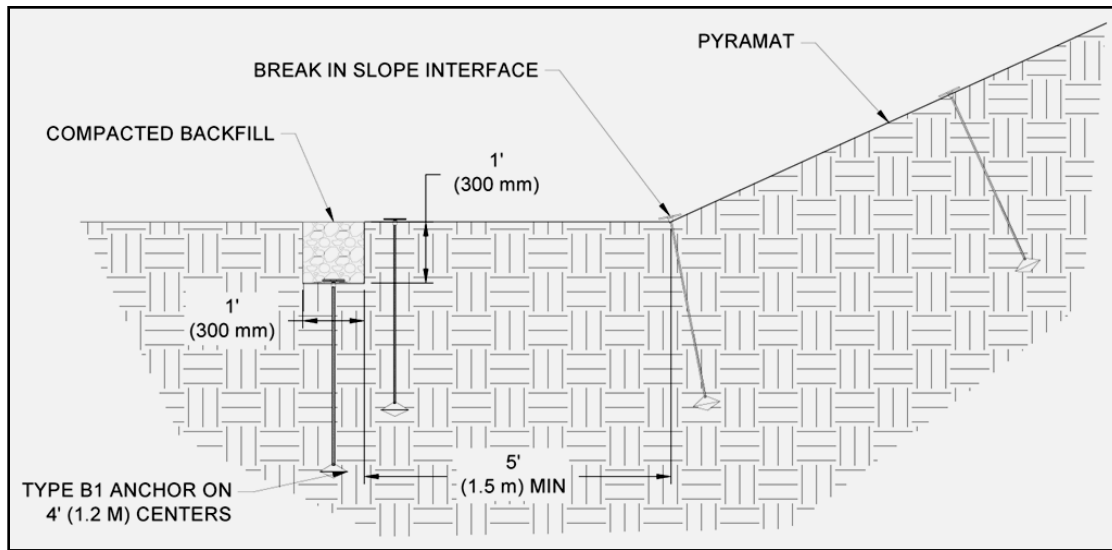 PYRAMAT
BREAK IN SLOPE INTERFACE
COMPACTED BACKFILL
1'
(300 mm)
1'
(300 mm)
5'
(1.5 m) MIN
TYPE B1 ANCHOR ON
4' (1.2 M) CENTERS